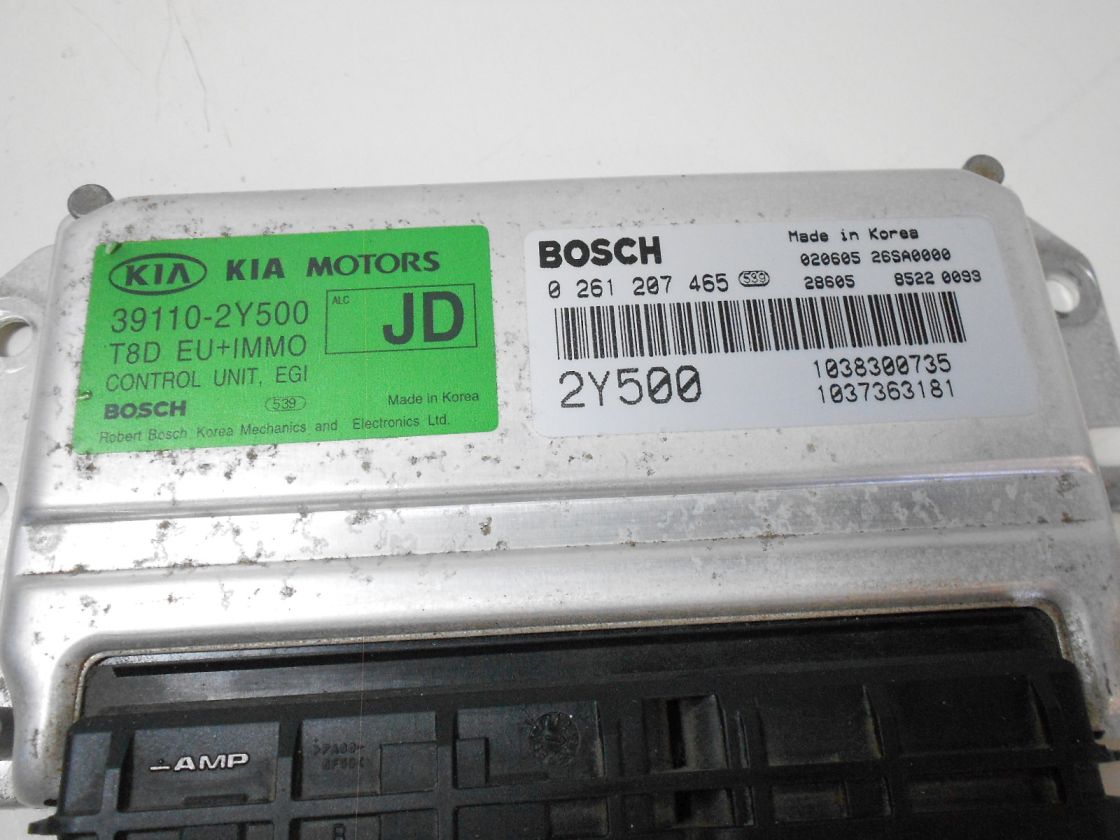 KIA KIA MOTORS
39110-2Y500
ALC JD
T8D EU+IMMO
CONTROL UNIT, EGI
BOSCH 539 Made in Korea
Robert Bosch Korea Mechanics and Electronics Ltd.
BOSCH Made in Korea
020605 26SA0000
0 261 207 465 539 28605 8522 0093
2Y500 1038300735
1037363181
AMP